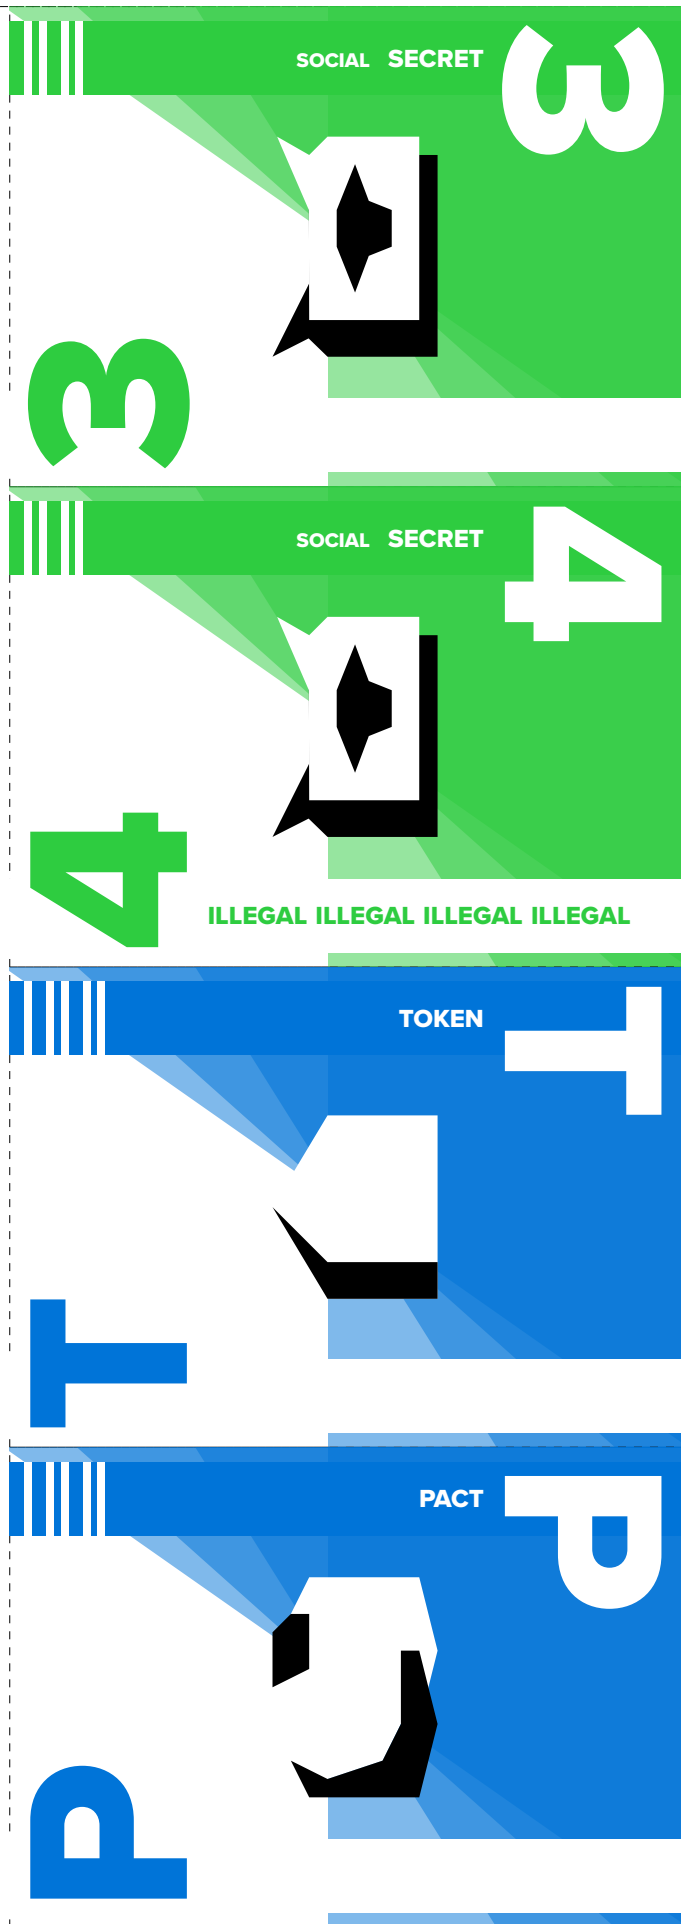 SOCIAL SECRET 3
3
SOCIAL SECRET 4
4
ILLEGAL ILLEGAL ILLEGAL ILLEGAL
TOKEN T
T
PACT P
P